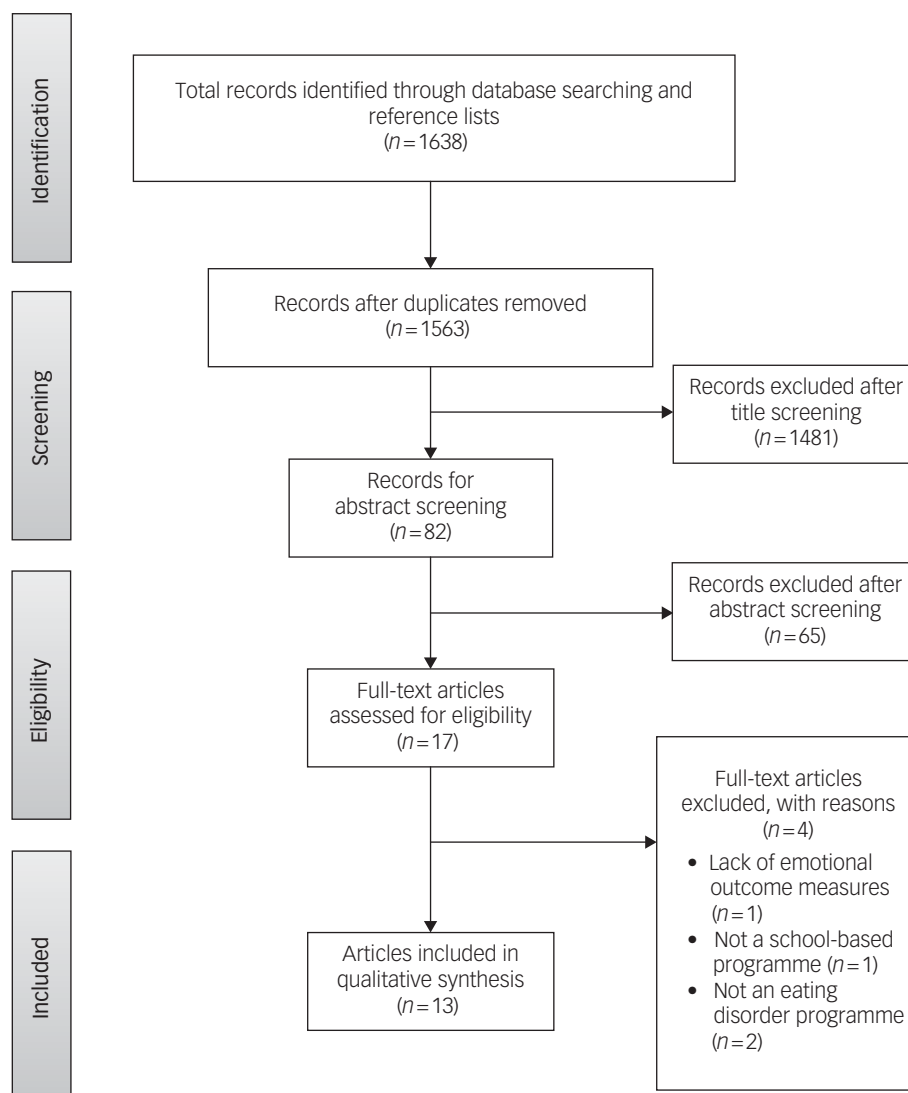 Identification
Total records identified through database searching and
reference lists
(n=1638)
Records after duplicates removed
(n=1563)
Screening
Records excluded after
title screening
(n=1481)
Records for
abstract screening
(n=82)
Records excluded after
abstract screening
(n=65)
Eligibility
Full-text articles
assessed for eligibility
(n=17)
Full-text articles
excluded, with reasons
(n=4)
• Lack of emotional
outcome measures
(n=1)
• Not a school-based
programme (n=1)
• Not an eating
disorder programme
(n=2)
Included
Articles included in
qualitative synthesis
(n=13)